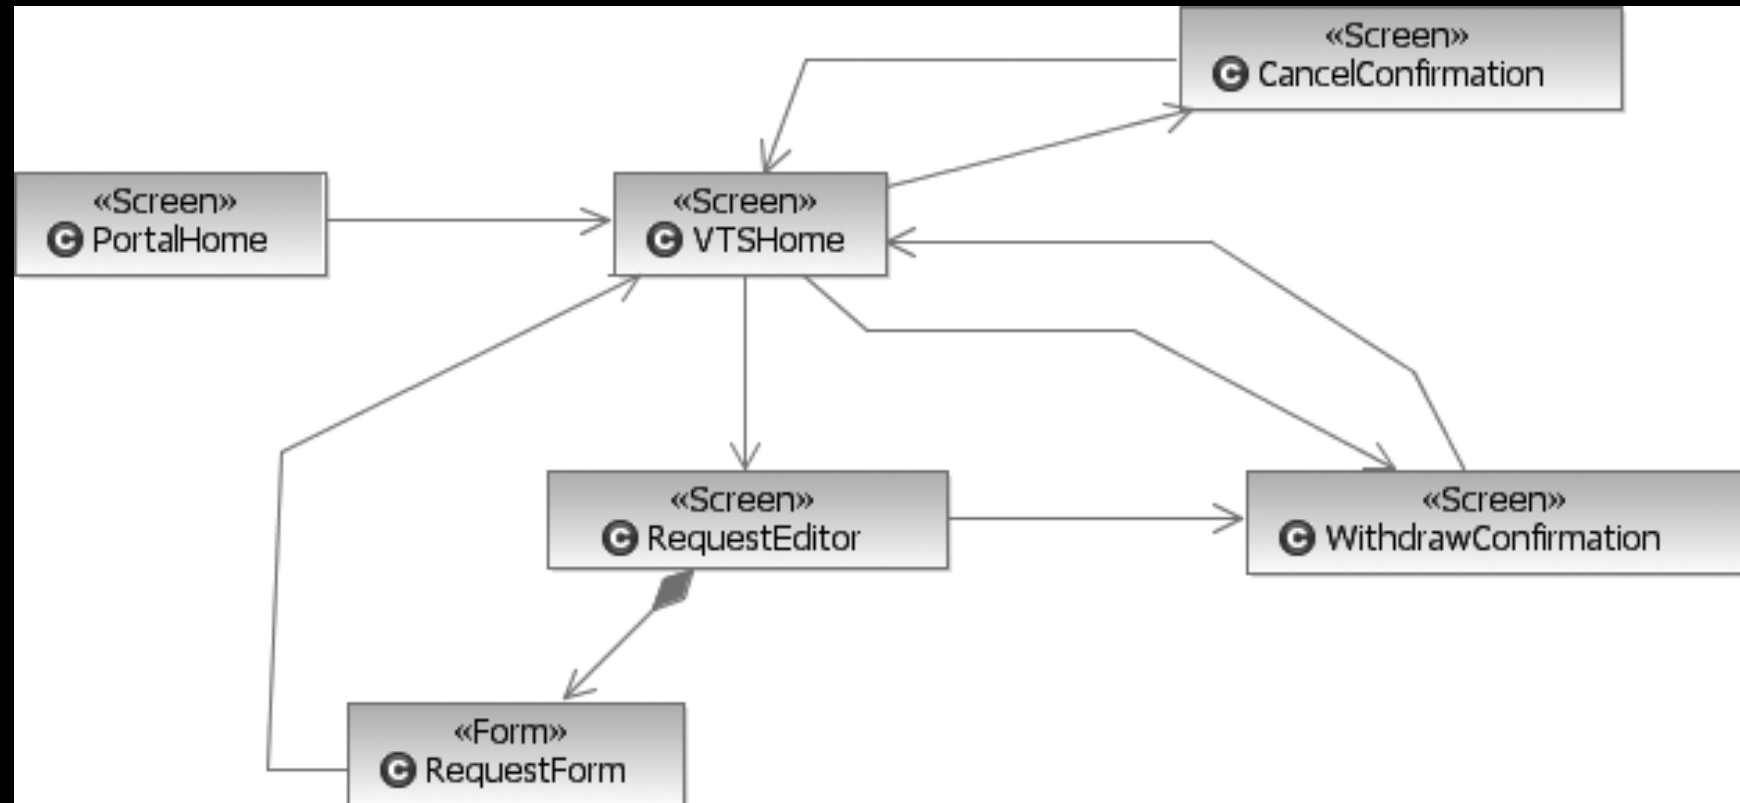 «Screen»
CancelConfirmation
«Screen»
PortalHome
«Screen»
VTSHome
«Screen»
RequestEditor
«Screen»
WithdrawConfirmation
«Form»
RequestForm